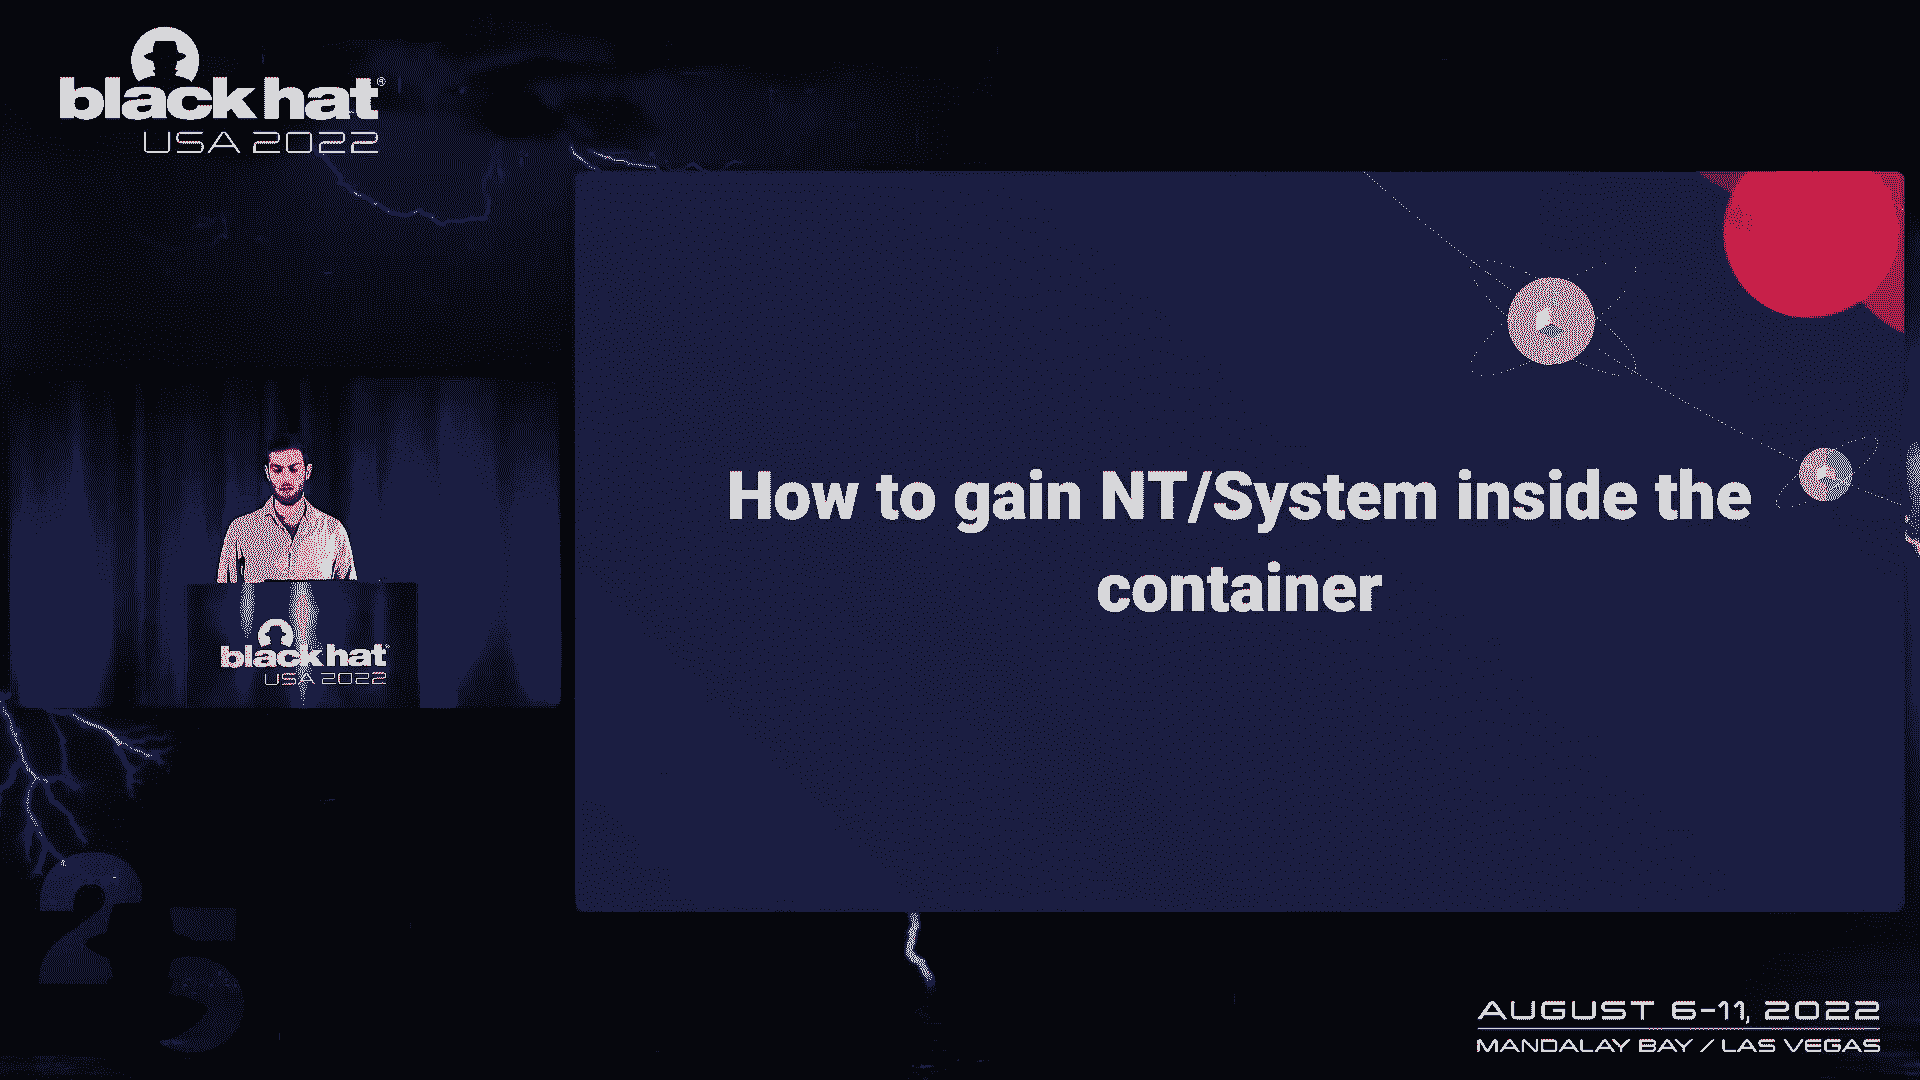 black hat®
USA 2022
How to gain NT/System inside the
container
black hat
USA 2022
25
AUGUST 6-11, 2022
MANDALAY BAY / LAS VEGAS